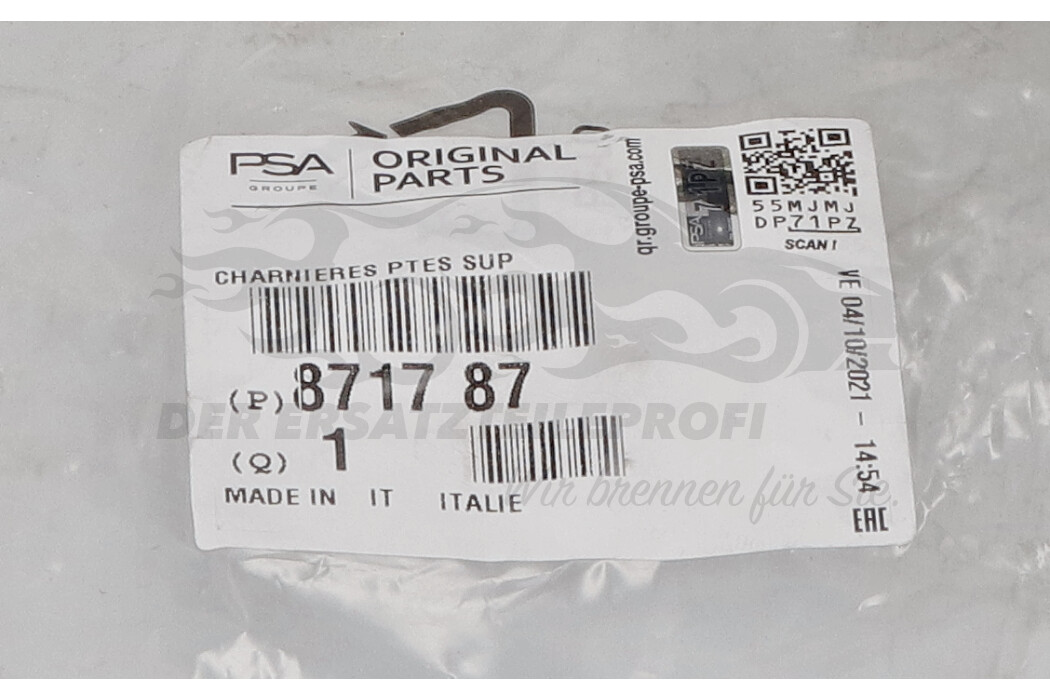 PSA
GROUPE
ORIGINAL
PARTS
qr.groupe-psa.com
PSA 71PZ
55MJMJ
DP71PZ
SCAN!
CHARNIERES PTES SUP
(P) 8717 87
(Q) 1
MADE IN IT ITALIE
VE 04/10/2021 - 14:54
EAC
DER ERSATZTEILEPROFI
Wir brennen für Sie.